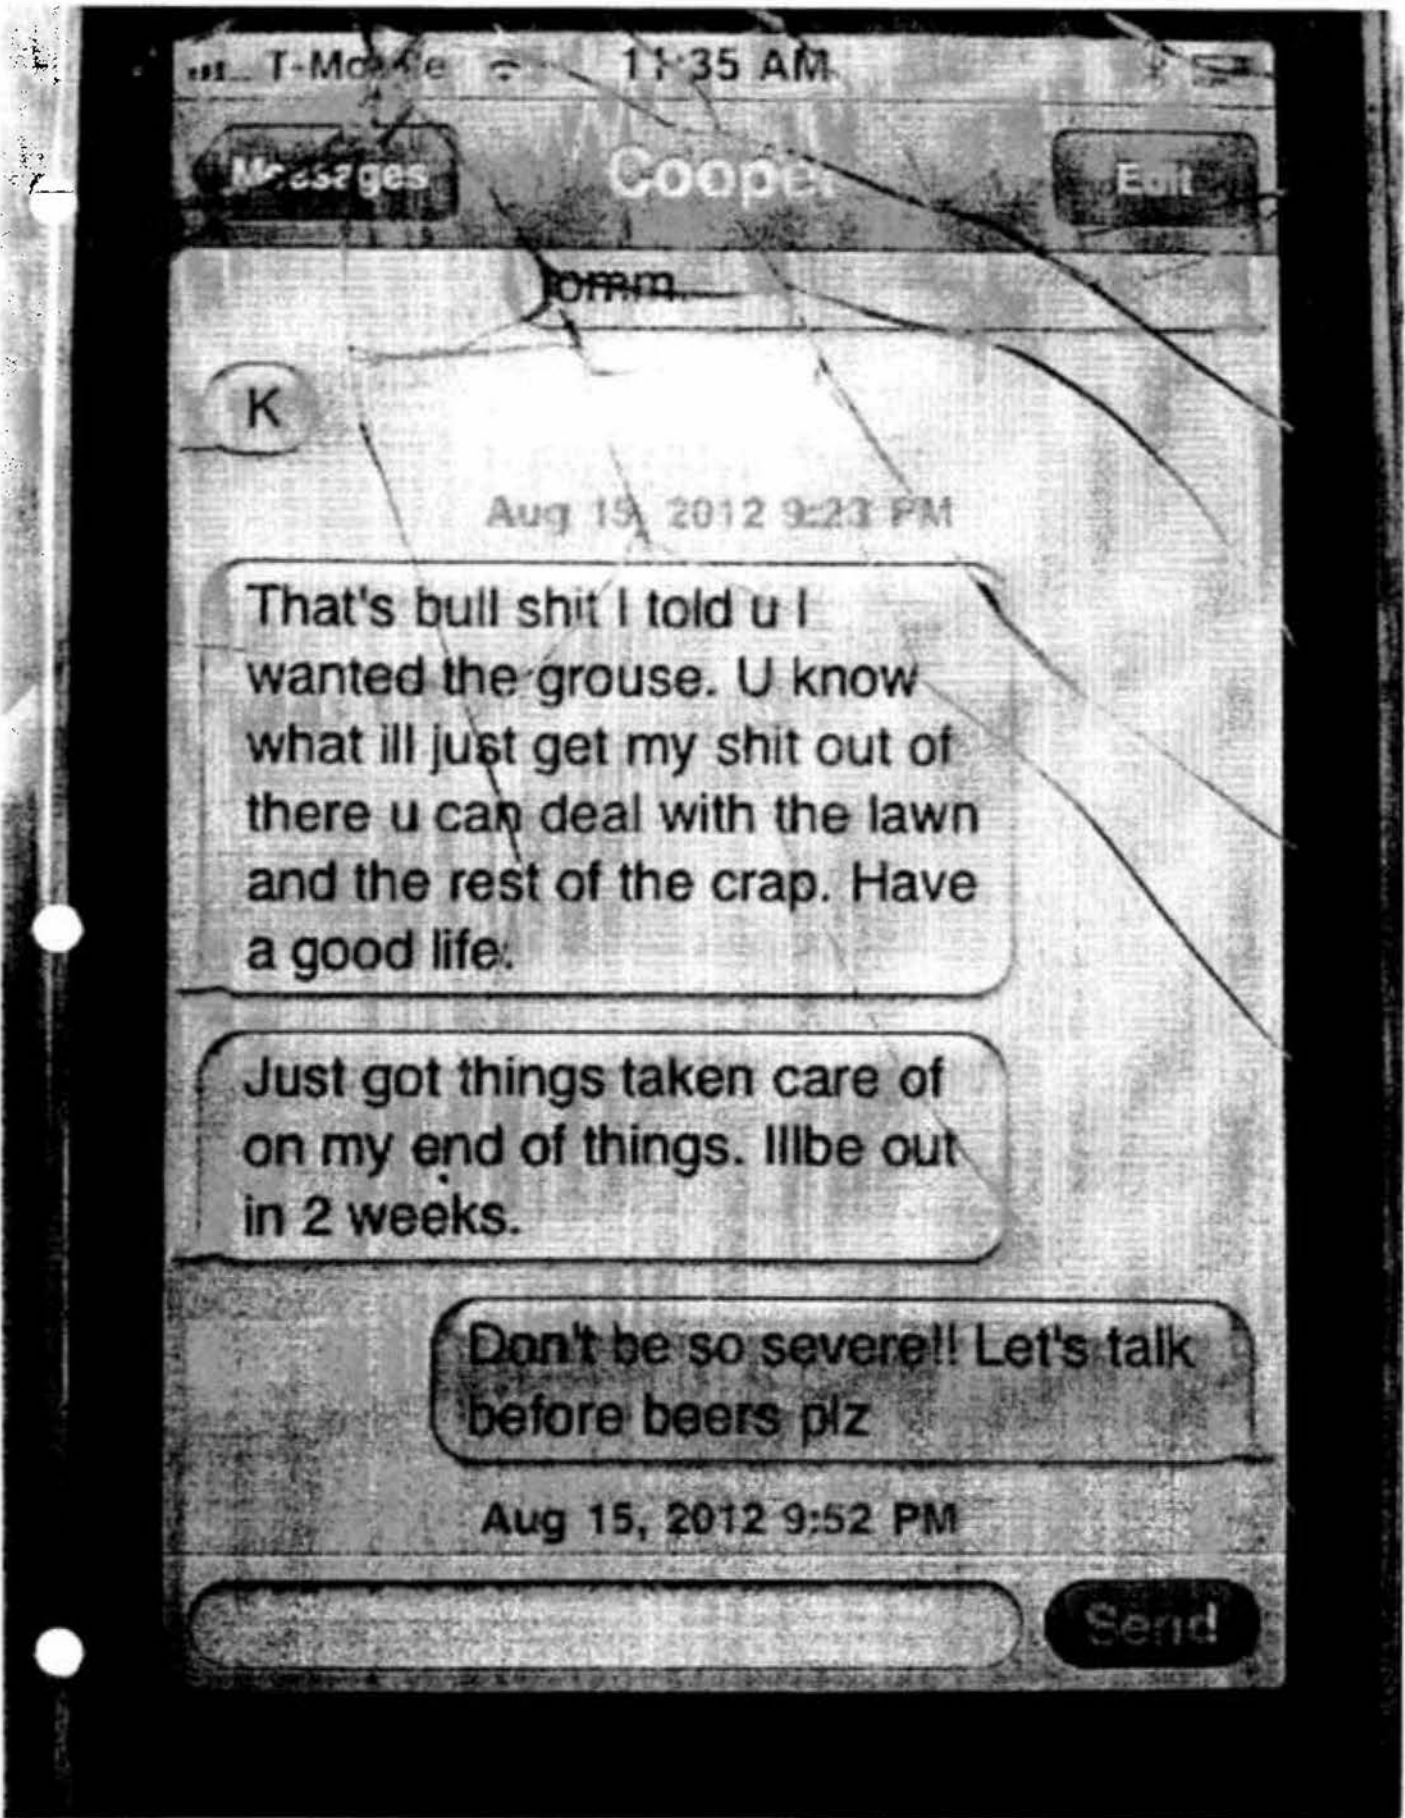 T-Mobile 11:35 AM
Messages Cooper Edit
tomm.
K
Aug 15, 2012 9:23 PM
That's bull shit I told u I
wanted the grouse. U know
what ill just get my shit out of
there u can deal with the lawn
and the rest of the crap. Have
a good life.
Just got things taken care of
on my end of things. Illbe out
in 2 weeks.
Don't be so severe!! Let's talk
before beers plz
Aug 15, 2012 9:52 PM
Send